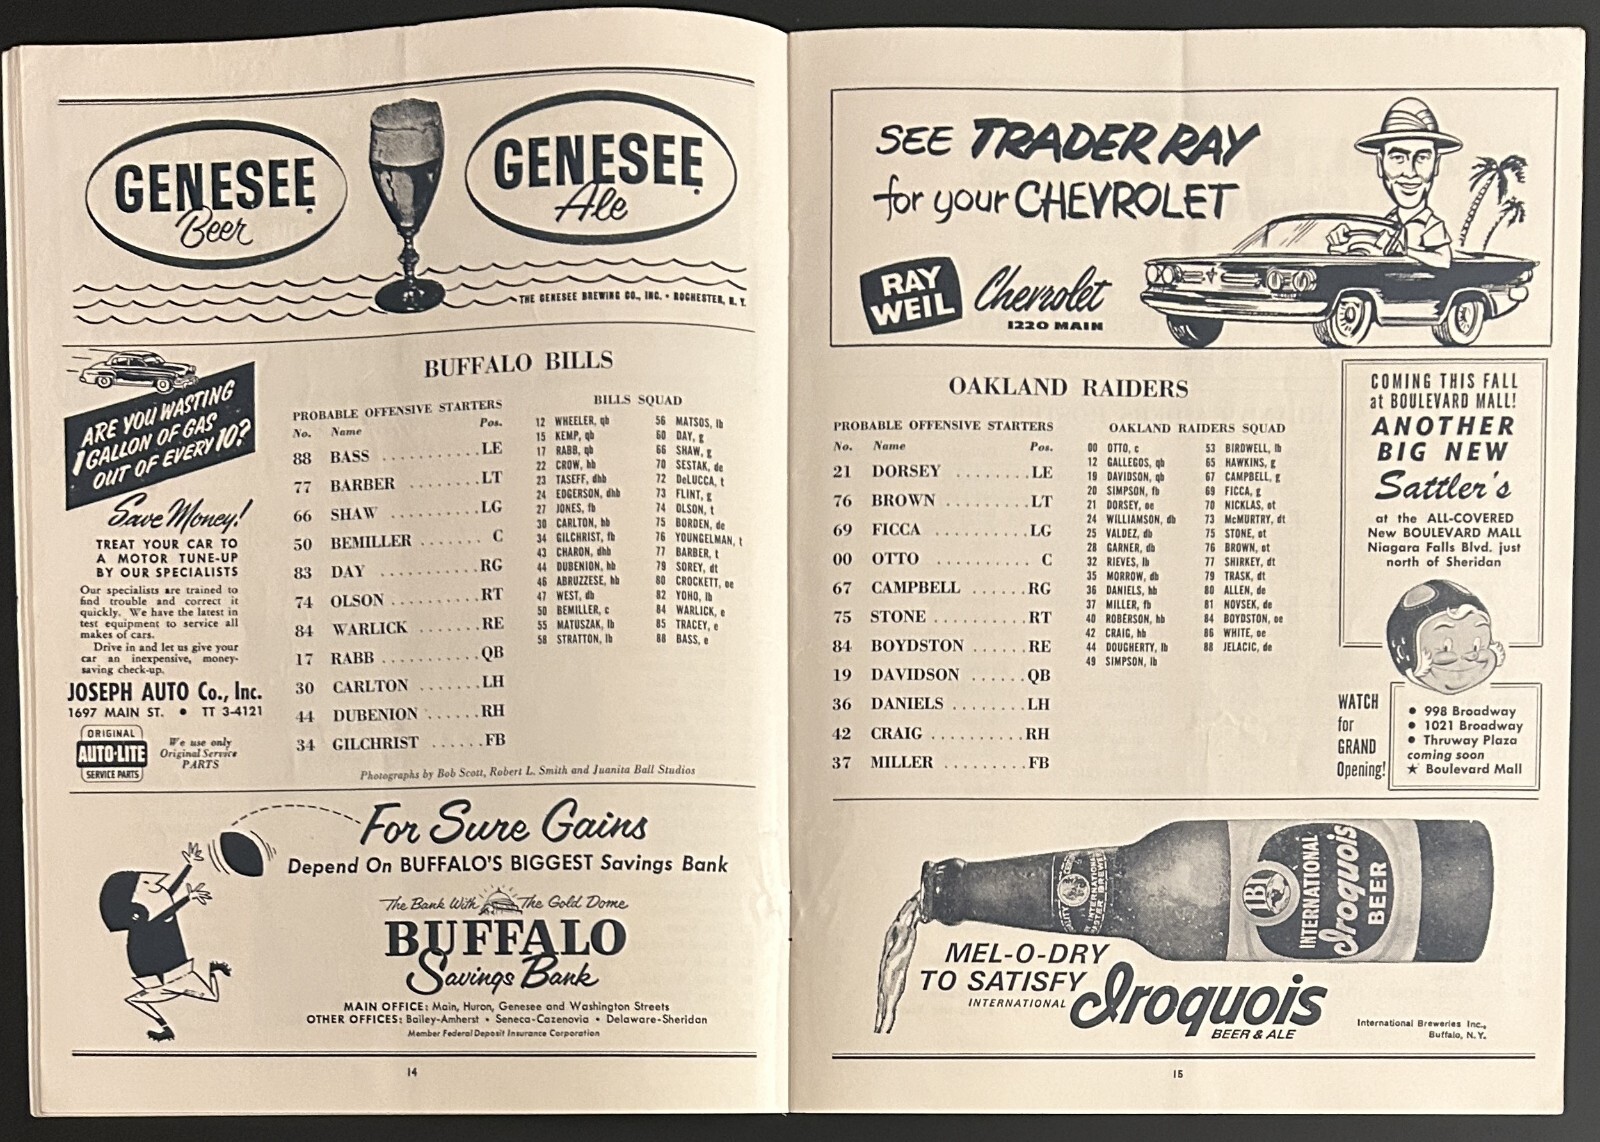 GENESEE
Beer
GENESEE
Ale
THE GENESEE BREWING CO., INC. • ROCHESTER, N. Y.
ARE YOU WASTING
1 GALLON OF GAS
OUT OF EVERY 10?
Save Money!
TREAT YOUR CAR TO
A MOTOR TUNE-UP
BY OUR SPECIALISTS
Our specialists are trained to
find trouble and correct it
quickly. We have the latest in
test equipment to service all
makes of cars.
Drive in and let us give your
car an inexpensive, money-
saving check-up.
JOSEPH AUTO Co., Inc.
1697 MAIN ST. • TT 3-4121
ORIGINAL
AUTO-LITE
SERVICE PARTS
We use only
Original Service
PARTS
BUFFALO BILLS
PROBABLE OFFENSIVE STARTERS
No. Name Pos.
88 BASS ...........LE
77 BARBER .........LT
66 SHAW ..........LG
50 BEMILLER ....... C
83 DAY ..........RG
74 OLSON .........RT
84 WARLICK .......RE
17 RABB ..........QB
30 CARLTON .......LH
44 DUBENION ......RH
34 GILCHRIST ......FB
BILLS SQUAD
12 WHEELER, qb
15 KEMP, qb
17 RABB, qb
22 CROW, hb
23 TASEFF, dhb
24 EDGERSON, dhb
27 JONES, fb
30 CARLTON, hb
34 GILCHRIST, fb
43 CHARON, dhb
44 DUBENION, hb
46 ABRUZZESE, hb
47 WEST, db
50 BEMILLER, c
55 MATUSZAK, lb
58 STRATTON, lb
56 MATSOS, lb
60 DAY, g
66 SHAW, g
70 SESTAK, de
72 DeLUCCA, t
73 FLINT, g
74 OLSON, t
75 BORDEN, de
76 YOUNGELMAN, t
77 BARBER, t
79 SOREY, dt
80 CROCKETT, oe
82 YOHO, lb
84 WARLICK, e
85 TRACEY, e
88 BASS, e
Photographs by Bob Scott, Robert L. Smith and Juanita Ball Studios
For Sure Gains
Depend On BUFFALO'S BIGGEST Savings Bank
The Bank With The Gold Dome
BUFFALO
Savings Bank
MAIN OFFICE: Main, Huron, Genesee and Washington Streets
OTHER OFFICES: Bailey-Amherst • Seneca-Cazenovia • Delaware-Sheridan
Member Federal Deposit Insurance Corporation
14
SEE TRADER RAY
for your CHEVROLET
RAY
WEIL
Chevrolet
1220 MAIN
OAKLAND RAIDERS
PROBABLE OFFENSIVE STARTERS
No. Name Pos.
21 DORSEY ........LE
76 BROWN .........LT
69 FICCA ..........LG
00 OTTO .......... C
67 CAMPBELL ......RG
75 STONE .........RT
84 BOYDSTON ......RE
19 DAVIDSON ......QB
36 DANIELS ........LH
42 CRAIG ..........RH
37 MILLER .........FB
OAKLAND RAIDERS SQUAD
00 OTTO, c
12 GALLEGOS, qb
19 DAVIDSON, qb
20 SIMPSON, fb
21 DORSEY, oe
24 WILLIAMSON, db
25 VALDEZ, db
28 GARNER, db
32 RIEVES, lb
35 MORROW, db
36 DANIELS, hb
37 MILLER, fb
40 ROBERSON, hb
42 CRAIG, hb
44 DOUGHERTY, lb
49 SIMPSON, lb
53 BIRDWELL, lb
65 HAWKINS, g
67 CAMPBELL, g
69 FICCA, g
70 NICKLAS, ot
73 McMURTRY, dt
75 STONE, ot
76 BROWN, ot
77 SHIRKEY, dt
79 TRASK, dt
80 ALLEN, de
81 NOVSEK, de
84 BOYDSTON, oe
86 WHITE, oe
88 JELACIC, de
COMING THIS FALL
at BOULEVARD MALL!
ANOTHER
BIG NEW
Sattler's
at the ALL-COVERED
New BOULEVARD MALL
Niagara Falls Blvd. just
north of Sheridan
WATCH
for
GRAND
Opening!
• 998 Broadway
• 1021 Broadway
• Thruway Plaza
coming soon
★ Boulevard Mall
IBI
INTERNATIONAL
Iroquois
BEER
MEL-O-DRY
TO SATISFY
INTERNATIONAL
Iroquois
BEER & ALE
International Breweries Inc.,
Buffalo, N.Y.
15